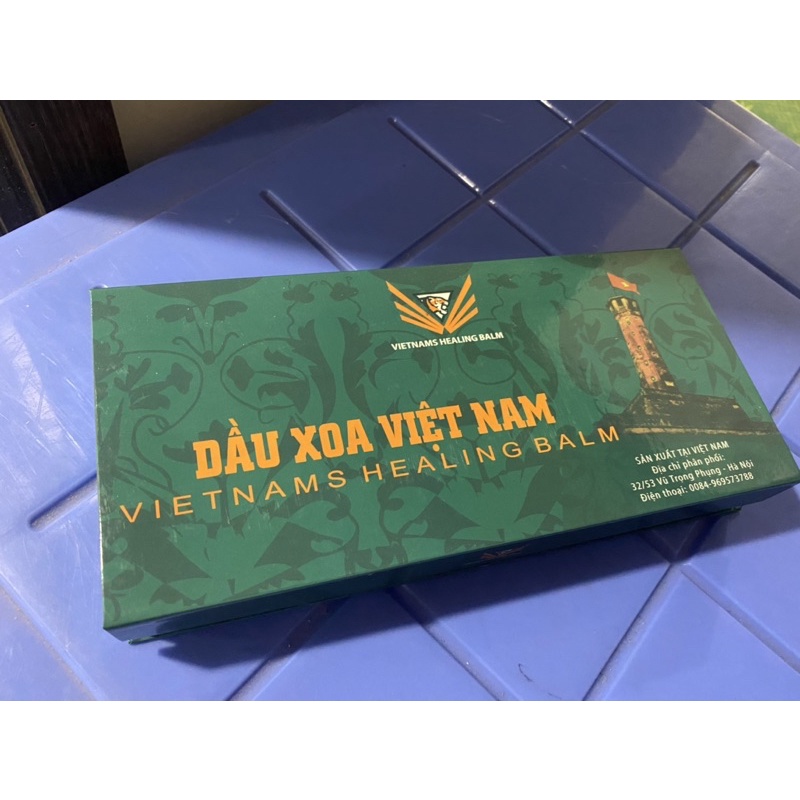 VIETNAMS HEALING BALM
DẦU XOA VIỆT NAM
VIETNAMS HEALING BALM
SẢN XUẤT TẠI VIỆT NAM
Địa chỉ phân phối:
32/53 Vũ Trọng Phụng - Hà Nội
Điện thoại: 0084-969573788